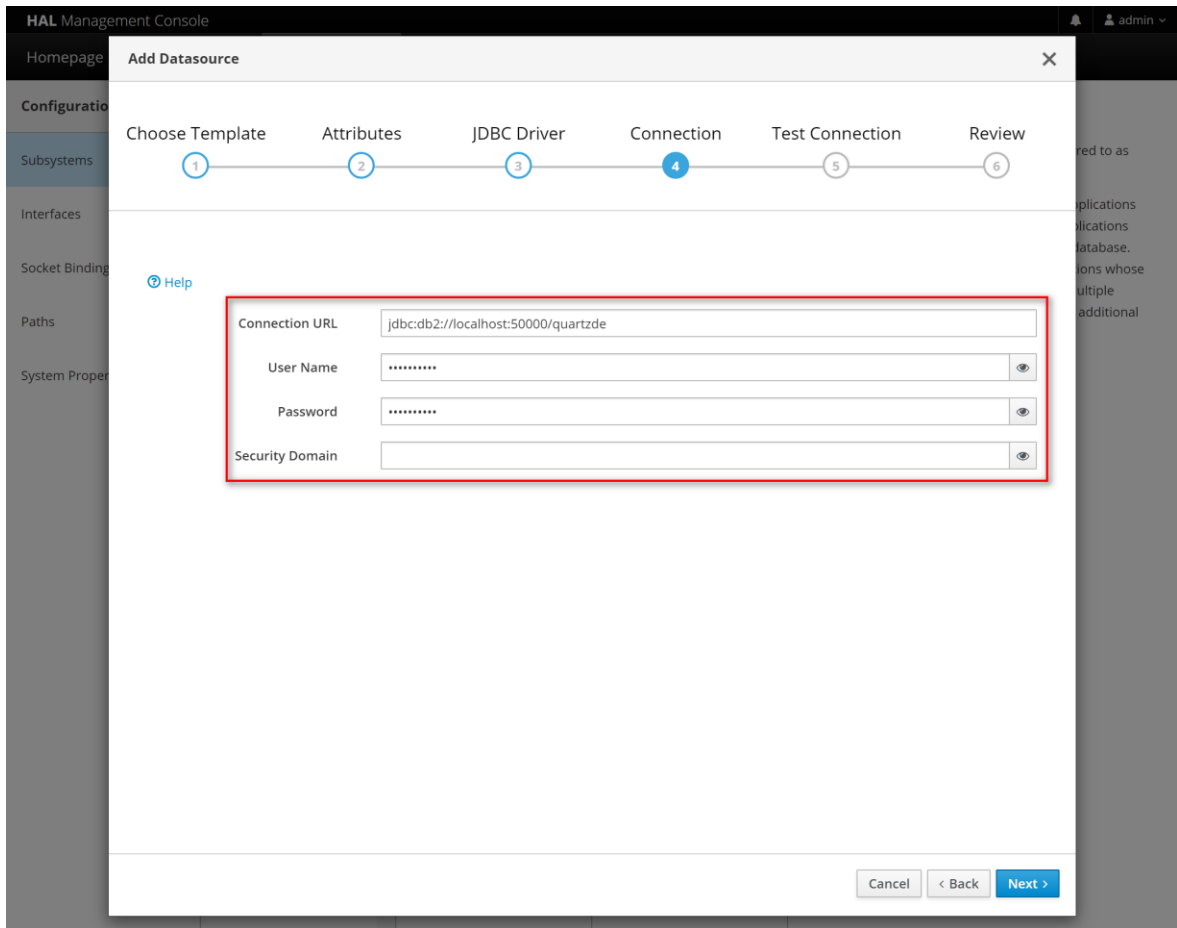 HAL Management Console
admin
Homepage
Add Datasource
Configuratio
Subsystems
Interfaces
Socket Binding
Paths
System Proper
Choose Template Attributes JDBC Driver Connection Test Connection Review
1 2 3 4 5 6
Help
Connection URL jdbc:db2://localhost:50000/quartzde
User Name ••••••••••
Password ••••••••••
Security Domain
red to as
plications
lications
latabase.
ions whose
ultiple
additional
Cancel < Back Next >